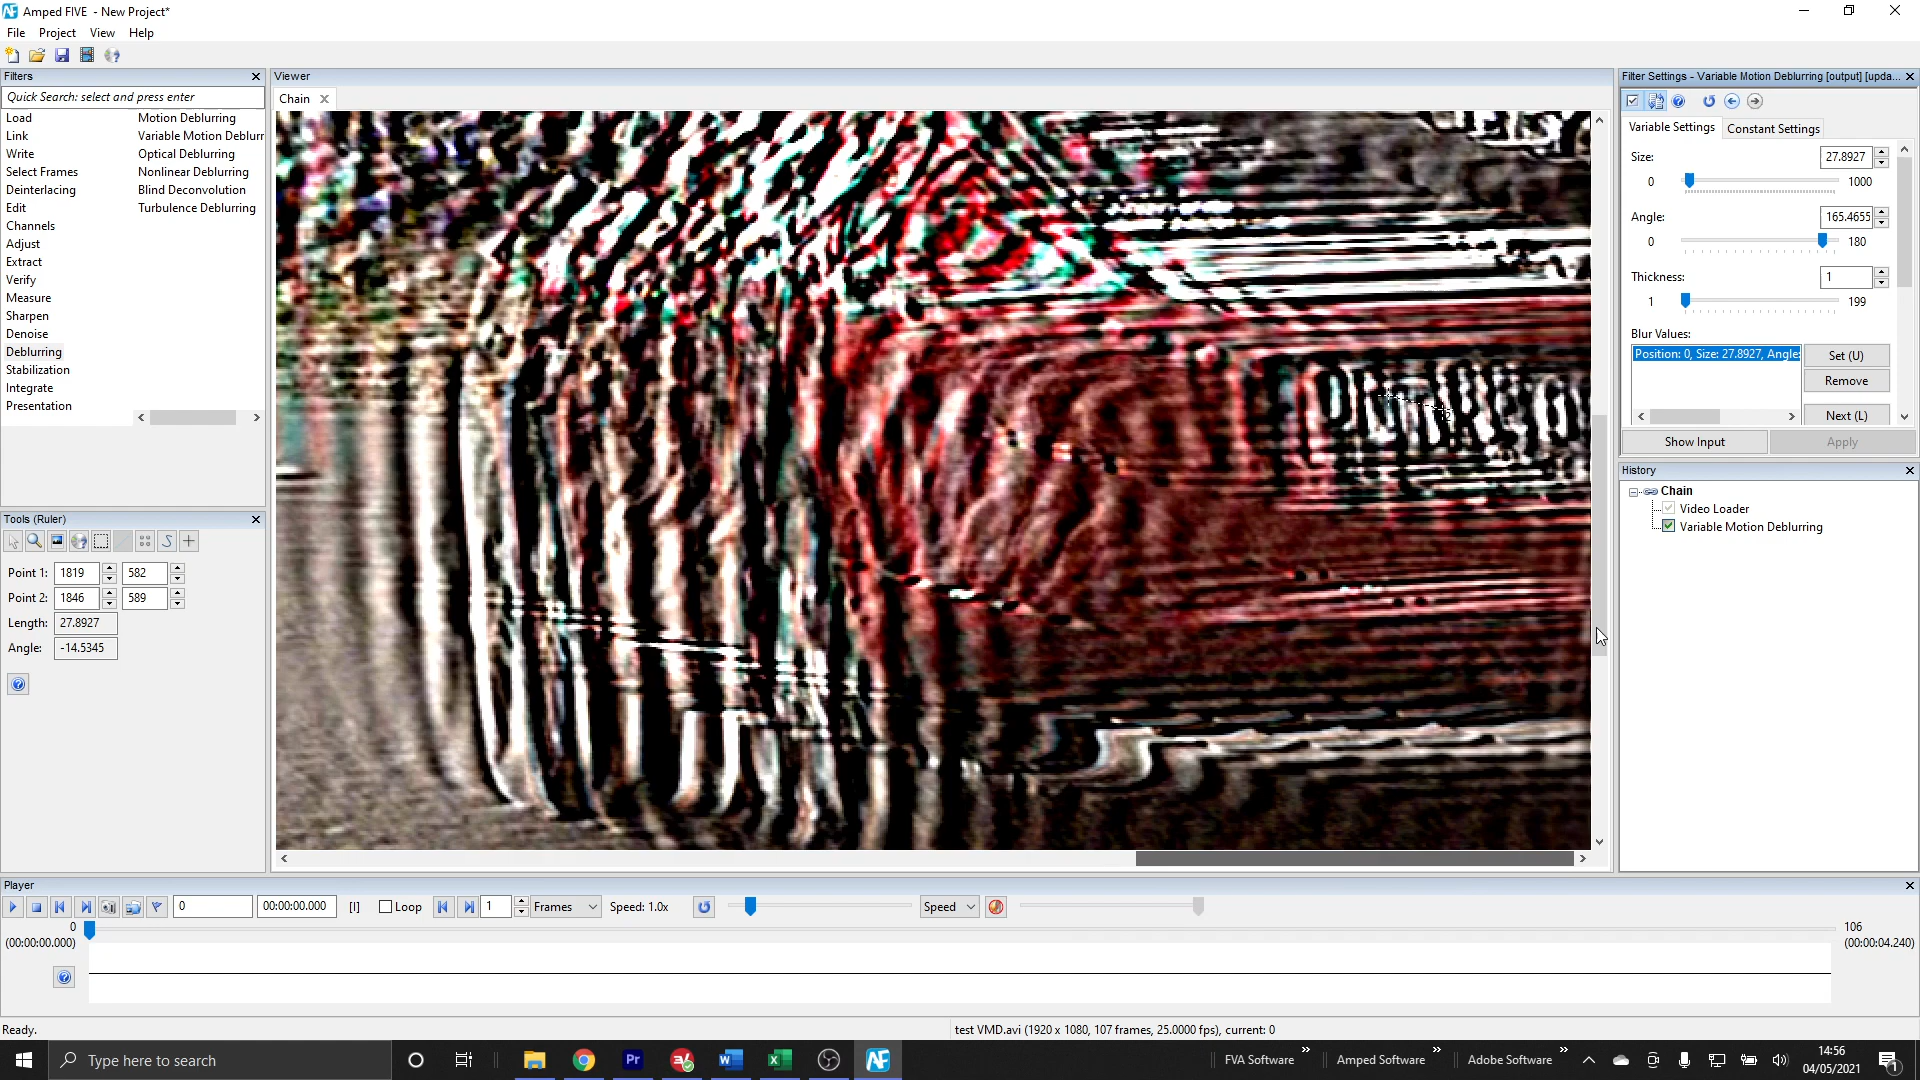 Amped FIVE - New Project*
File Project View Help
Filters
Quick Search: select and press enter
Load Motion Deblurring
Link Variable Motion Deblurr
Write Optical Deblurring
Select Frames Nonlinear Deblurring
Deinterlacing Blind Deconvolution
Edit Turbulence Deblurring
Channels
Adjust
Extract
Verify
Measure
Sharpen
Denoise
Deblurring
Stabilization
Integrate
Presentation
Tools (Ruler)
Point 1: 1819 582
Point 2: 1846 589
Length: 27.8927
Angle: -14.5345
Viewer
Chain
Filter Settings - Variable Motion Deblurring [output] [upda...
Variable Settings Constant Settings
Size: 27.8927
0 1000
Angle: 165.4655
0 180
Thickness: 1
1 199
Blur Values:
Position: 0, Size: 27.8927, Angle:
Set (U)
Remove
Next (L)
Show Input Apply
History
Chain
Video Loader
Variable Motion Deblurring
Player
0 00:00:00.000 [I] Loop 1 Frames Speed: 1.0x Speed
0 106
(00:00:00.000) (00:00:04.240)
Ready. test VMD.avi (1920 x 1080, 107 frames, 25.0000 fps), current: 0
Type here to search Pr FVA Software Amped Software Adobe Software 14:56
04/05/2021 1